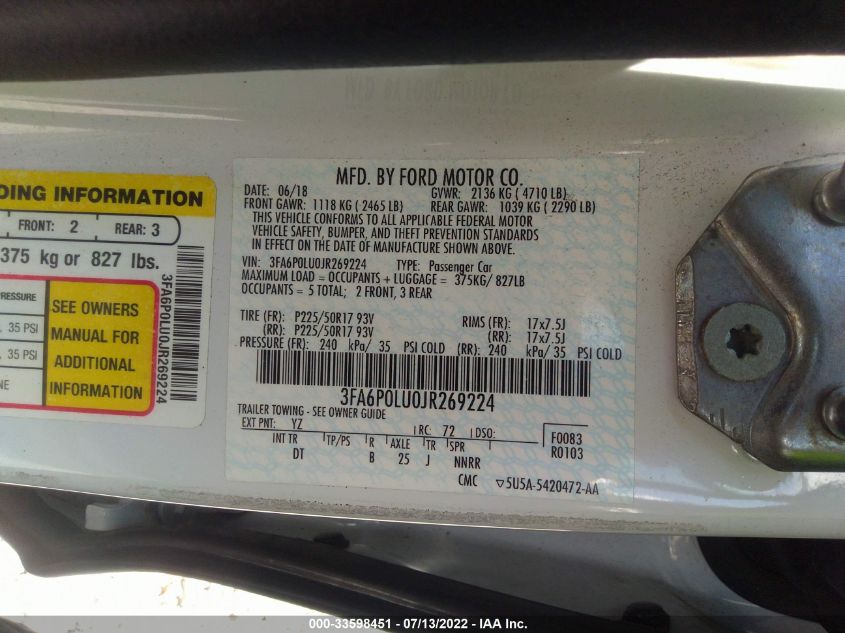 DING INFORMATION
FRONT: 2 REAR: 3
375 kg or 827 lbs.
PRESSURE
35 PSI
35 PSI
NE
SEE OWNERS
MANUAL FOR
ADDITIONAL
INFORMATION
3FA6P0LU0JR269224
MFD. BY FORD MOTOR CO.
DATE: 06/18 GVWR: 2136 KG ( 4710 LB)
FRONT GAWR: 1118 KG ( 2465 LB) REAR GAWR: 1039 KG ( 2290 LB)
THIS VEHICLE CONFORMS TO ALL APPLICABLE FEDERAL MOTOR
VEHICLE SAFETY, BUMPER, AND THEFT PREVENTION STANDARDS
IN EFFECT ON THE DATE OF MANUFACTURE SHOWN ABOVE.
VIN: 3FA6P0LU0JR269224 TYPE: Passenger Car
MAXIMUM LOAD = OCCUPANTS + LUGGAGE = 375KG/ 827LB
OCCUPANTS = 5 TOTAL; 2 FRONT, 3 REAR
TIRE (FR): P225/50R17 93V RIMS (FR): 17x7.5J
(RR): P225/50R17 93V (RR): 17x7.5J
PRESSURE (FR): 240 kPa/ 35 PSI COLD (RR): 240 kPa/ 35 PSI COLD
3FA6P0LU0JR269224
TRAILER TOWING - SEE OWNER GUIDE
EXT PNT: YZ RC: 72 DSO: F0083
INT TR TP/PS R AXLE TR SPR R0103
DT B 25 J NNRR
CMC ▽5U5A-5420472-AA
000-33598451 - 07/13/2022 - IAA Inc.